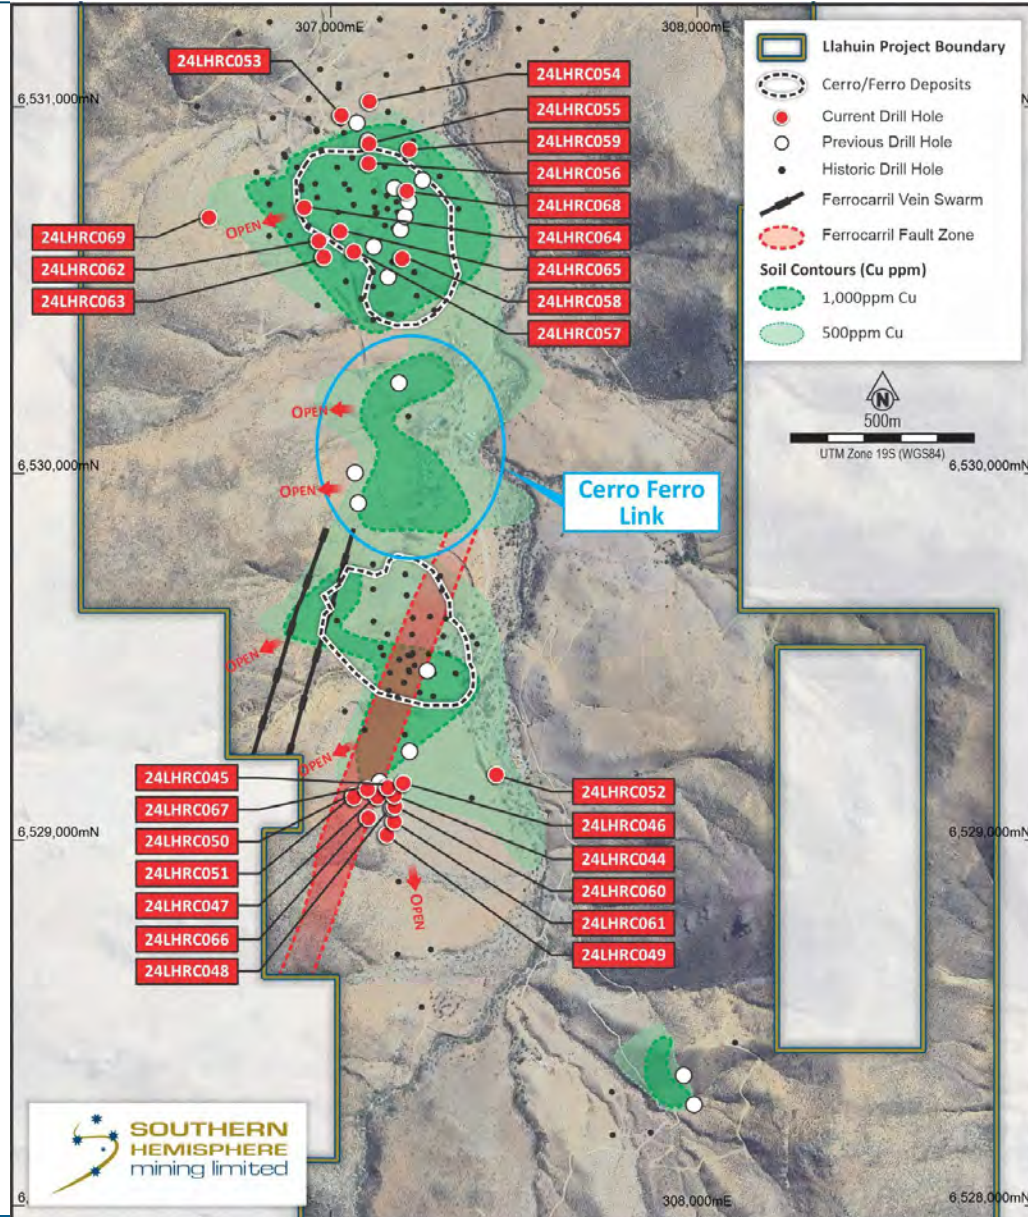 307,000mE
308,000mE
Llahuin Project Boundary
Cerro/Ferro Deposits
Current Drill Hole
Previous Drill Hole
Historic Drill Hole
Ferrocarril Vein Swarm
Ferrocarril Fault Zone
Soil Contours (Cu ppm)
1,000ppm Cu
500ppm Cu
N
500m
UTM Zone 19S (WGS84)
6,531,000mN
24LHRC053
24LHRC054
24LHRC055
24LHRC059
24LHRC056
24LHRC068
24LHRC064
24LHRC065
24LHRC058
24LHRC057
24LHRC069
24LHRC062
24LHRC063
OPEN
OPEN
OPEN
6,530,000mN
6,530,000mN
Cerro Ferro
Link
OPEN
OPEN
24LHRC045
24LHRC067
24LHRC050
24LHRC051
24LHRC047
24LHRC066
24LHRC048
24LHRC052
24LHRC046
24LHRC044
24LHRC060
24LHRC061
24LHRC049
6,529,000mN
6,529,000mN
OPEN
SOUTHERN
HEMISPHERE
mining limited
308,000mE
6,528,000mN